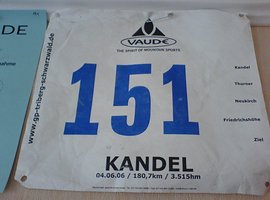 DE
VAUDE
THE SPIRIT OF MOUNTAIN SPORTS
151
Kandel
Thurner
Neukirch
Friedrichshöhe
Ziel
www.gp-triberg-schwarzwald.de
KANDEL
04.06.06 / 180,7km / 3.515hm